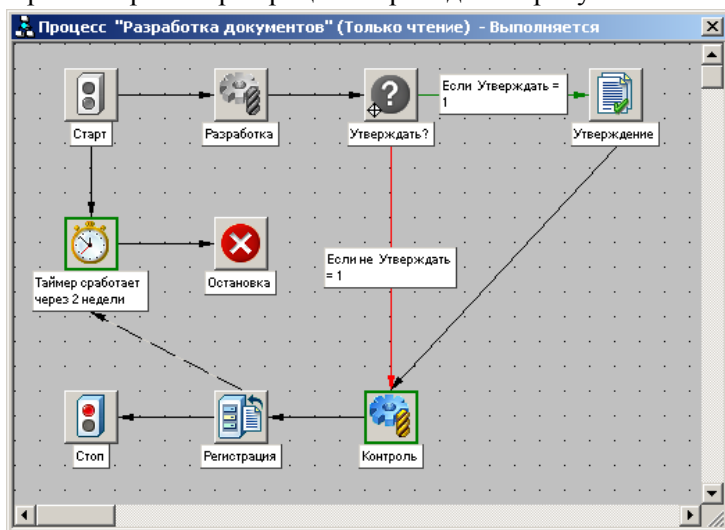 Процесс "Разработка документов" (Только чтение) - Выполняется
Старт
Разработка
Утверждать?
Если Утверждать =
1
Утверждение
Таймер сработает
через 2 недели
Остановка
Если не Утверждать
= 1
Стоп
Регистрация
Контроль